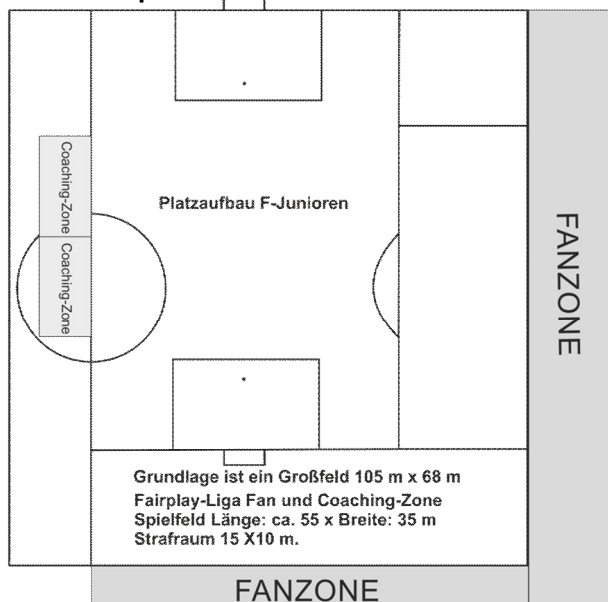 Coaching-Zone
Coaching-Zone
Platzaufbau F-Junioren
FANZONE
Grundlage ist ein Großfeld 105 m x 68 m
Fairplay-Liga Fan und Coaching-Zone
Spielfeld Länge: ca. 55 x Breite: 35 m
Strafraum 15 X10 m.
FANZONE